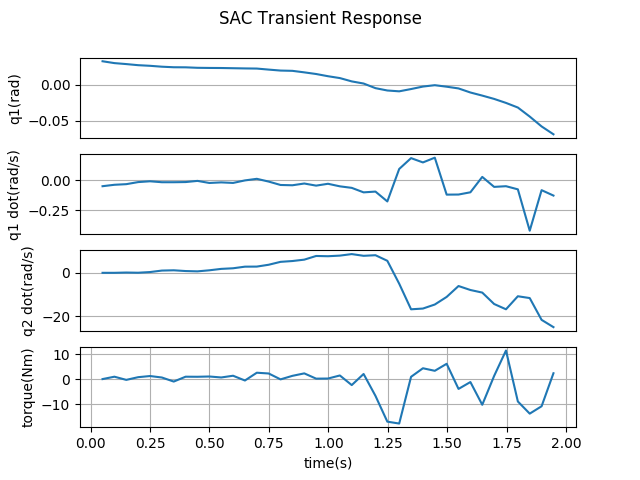 SAC Transient Response
q1(rad)
0.00
−0.05
q1 dot(rad/s)
0.00
−0.25
q2 dot(rad/s)
0
−20
torque(Nm)
10
0
−10
0.00 0.25 0.50 0.75 1.00 1.25 1.50 1.75 2.00
time(s)